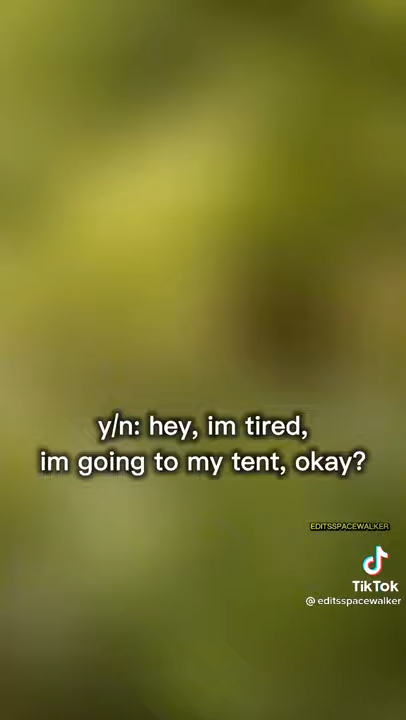 y/n: hey, im tired,
im going to my tent, okay?
EDITSSPACEWALKER
TikTok
@editsspacewalker